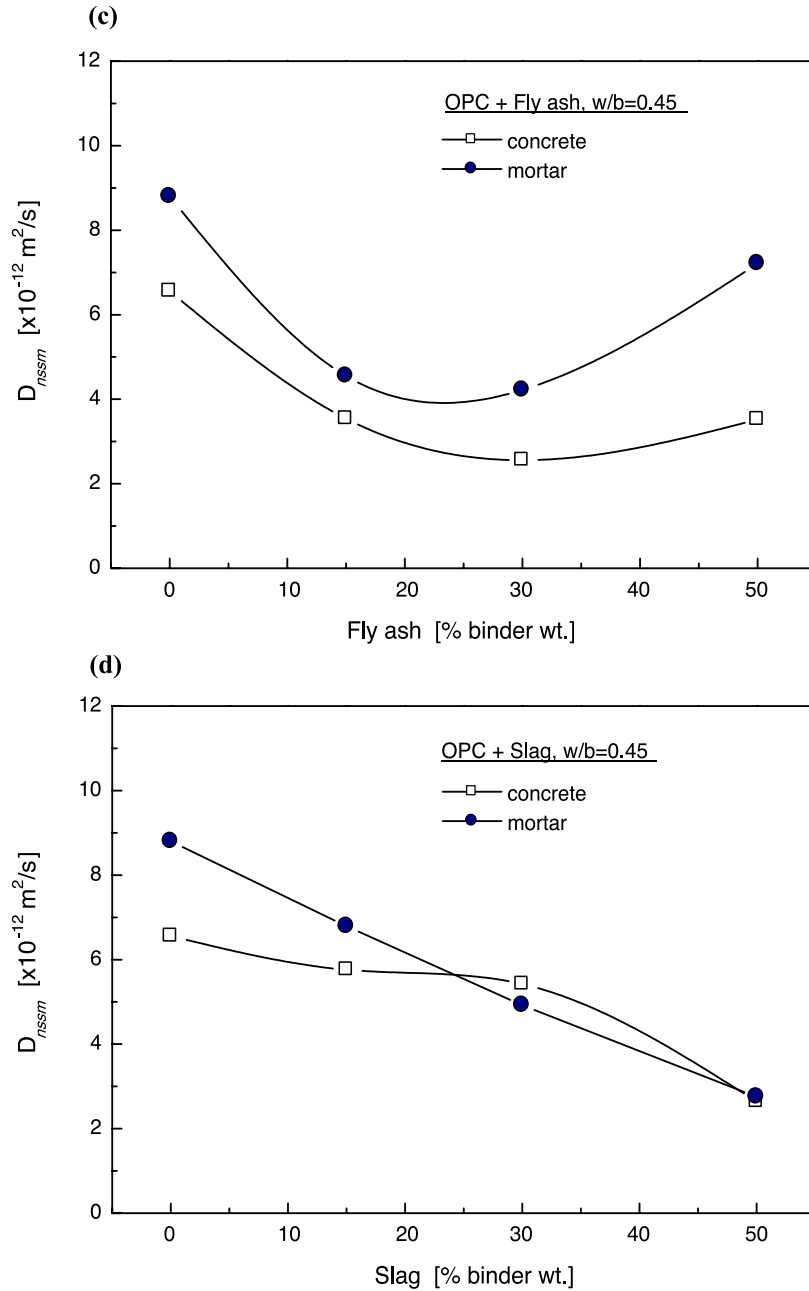 (c)
12
10
8
6
4
2
0
D_nssm [x10^-12 m^2/s]
OPC + Fly ash, w/b=0.45
concrete
mortar
0 10 20 30 40 50
Fly ash [% binder wt.]
(d)
12
10
8
6
4
2
0
D_nssm [x10^-12 m^2/s]
OPC + Slag, w/b=0.45
concrete
mortar
0 10 20 30 40 50
Slag [% binder wt.]